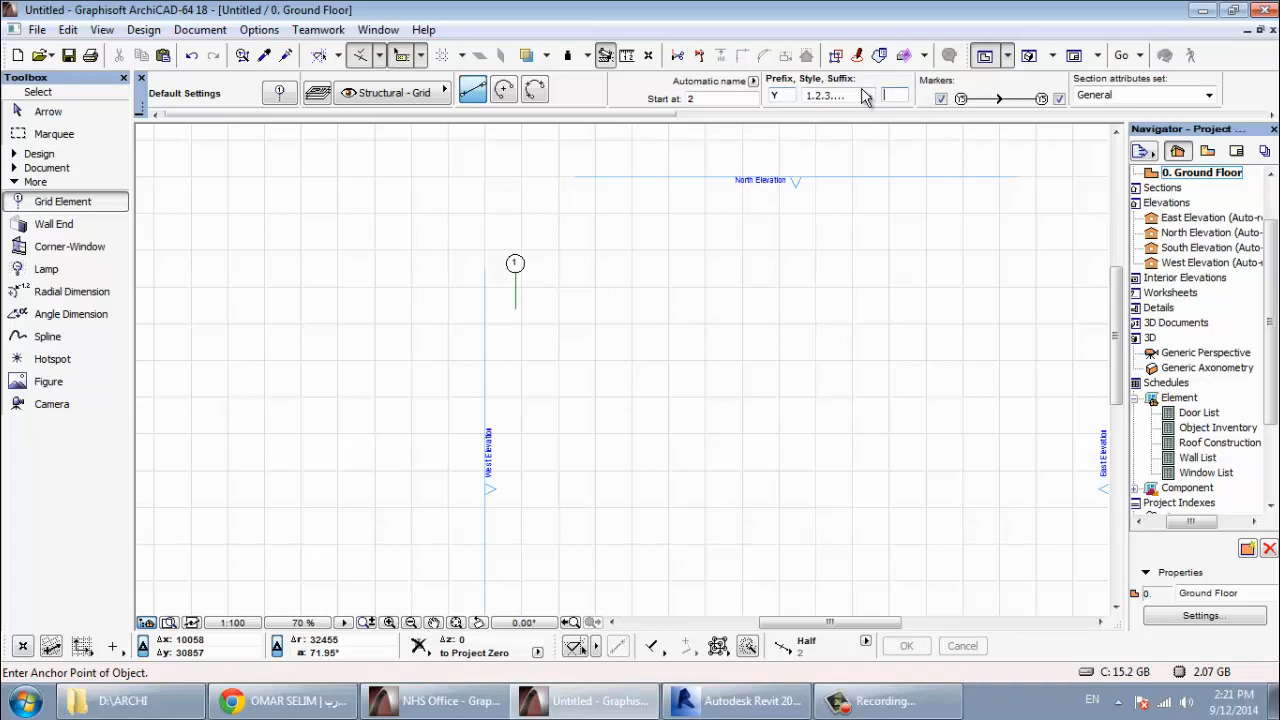 Untitled - Graphisoft ArchiCAD-64 18 - [Untitled / 0. Ground Floor]
File Edit View Design Document Options Teamwork Window Help
Go
Toolbox
Select
Arrow
Marquee
Design
Document
More
Grid Element
Wall End
Corner-Window
Lamp
Radial Dimension
Angle Dimension
Spline
Hotspot
Figure
Camera
Default Settings
Structural - Grid
Automatic name
Start at: 2
Prefix, Style, Suffix:
Y 1.2.3....
Markers:
Section attributes set:
General
North Elevation
1
West Elevation
East Elevation
Navigator - Project ...
0. Ground Floor
Sections
Elevations
East Elevation (Auto-r
North Elevation (Auto-
South Elevation (Auto-
West Elevation (Auto-
Interior Elevations
Worksheets
Details
3D Documents
3D
Generic Perspective
Generic Axonometry
Schedules
Element
Door List
Object Inventory
Roof Construction
Wall List
Window List
Component
Project Indexes
Properties
0. Ground Floor
Settings...
1:100 70 % 0.00°
Δx: 10058
Δy: 30857
Δr: 32455
a: 71.95°
Δz: 0
to Project Zero
Half
2
OK Cancel
Enter Anchor Point of Object.
C: 15.2 GB 2.07 GB
D:\ARCHI
OMAR SELIM | رب...
NHS Office - Grap...
Untitled - Graphis...
Autodesk Revit 20...
Recording...
EN
2:21 PM
9/12/2014